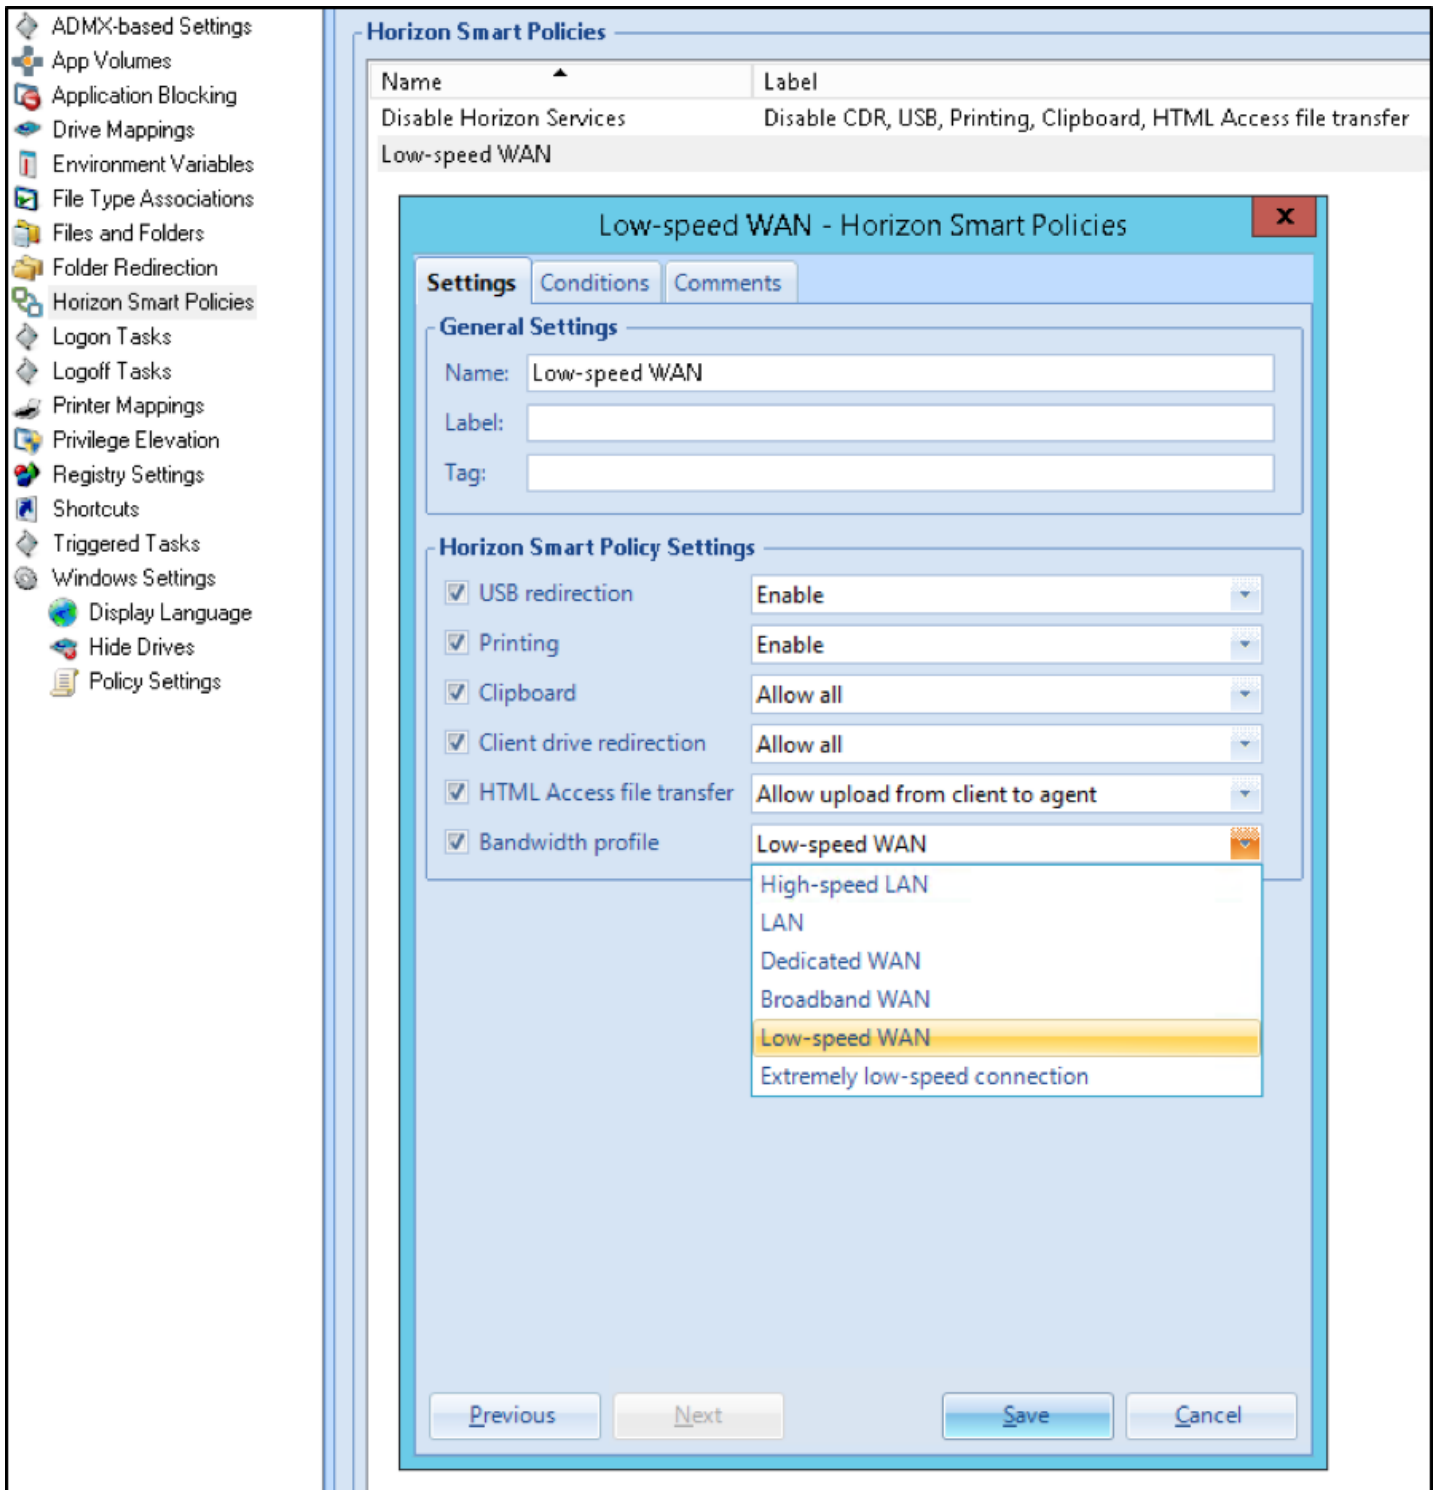 ADMX-based Settings
App Volumes
Application Blocking
Drive Mappings
Environment Variables
File Type Associations
Files and Folders
Folder Redirection
Horizon Smart Policies
Logon Tasks
Logoff Tasks
Printer Mappings
Privilege Elevation
Registry Settings
Shortcuts
Triggered Tasks
Windows Settings
Display Language
Hide Drives
Policy Settings
Horizon Smart Policies
Name Label
Disable Horizon Services Disable CDR, USB, Printing, Clipboard, HTML Access file transfer
Low-speed WAN
Low-speed WAN - Horizon Smart Policies x
Settings Conditions Comments
General Settings
Name: Low-speed WAN
Label:
Tag:
Horizon Smart Policy Settings
USB redirection Enable
Printing Enable
Clipboard Allow all
Client drive redirection Allow all
HTML Access file transfer Allow upload from client to agent
Bandwidth profile Low-speed WAN
High-speed LAN
LAN
Dedicated WAN
Broadband WAN
Low-speed WAN
Extremely low-speed connection
Previous Next Save Cancel